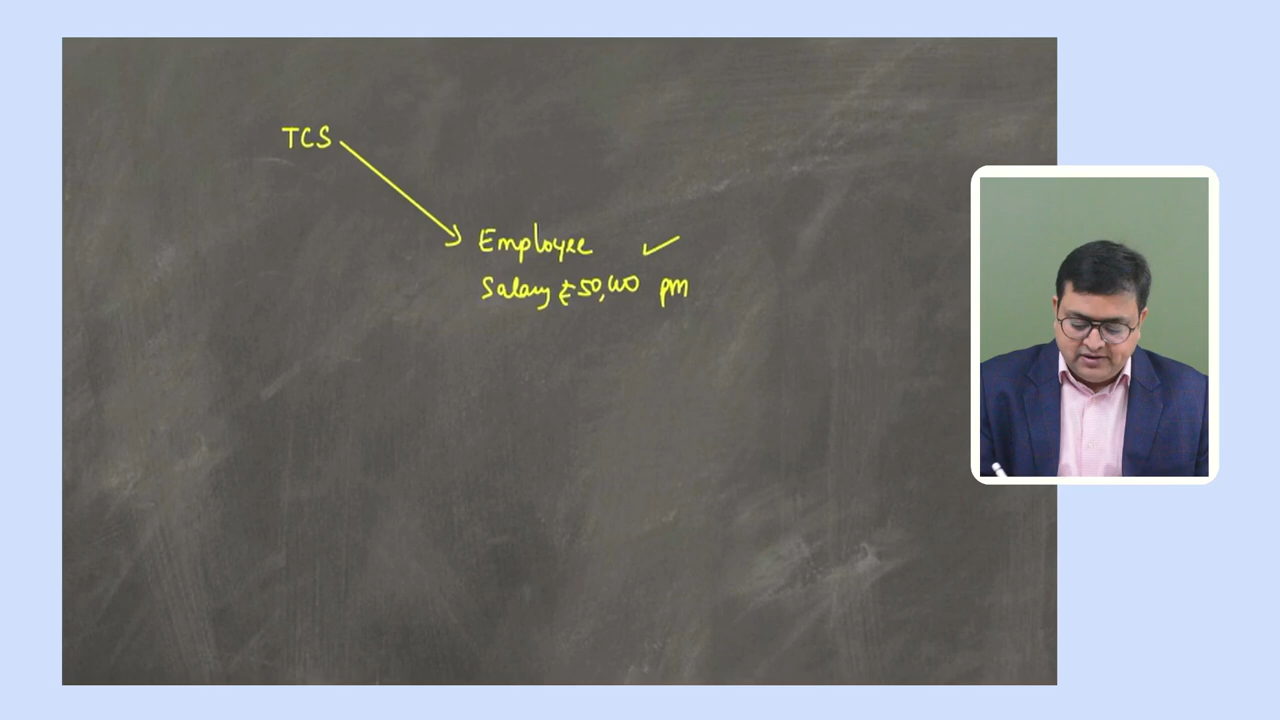 TCS
Employee ✓
Salary ₹50,000 pm